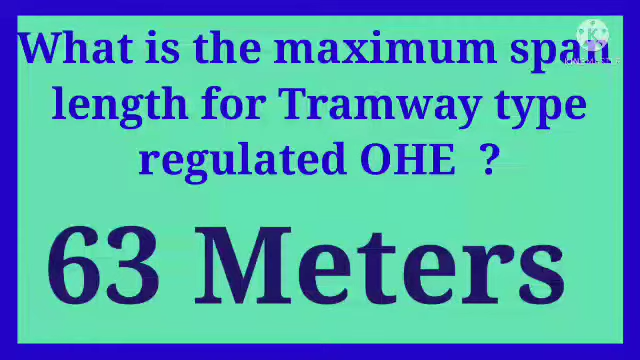 What is the maximum span
length for Tramway type
regulated OHE ?
63 Meters